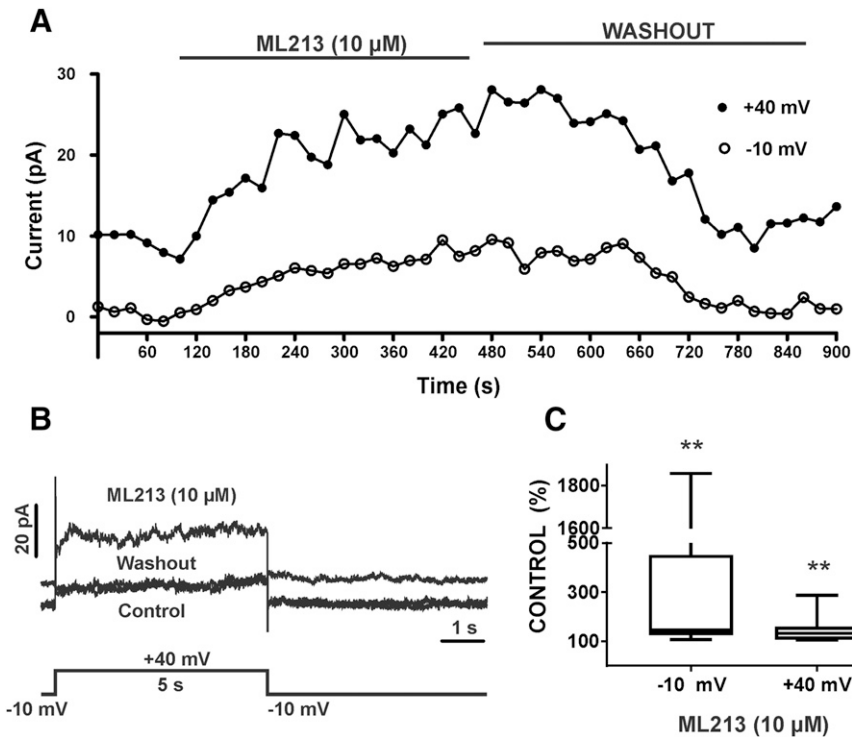 A
ML213 (10 µM)
WASHOUT
Current (pA)
30
20
10
0
+40 mV
-10 mV
60 120 180 240 300 360 420 480 540 600 660 720 780 840 900
Time (s)
B
20 pA
ML213 (10 µM)
Washout
Control
1 s
+40 mV
5 s
-10 mV
-10 mV
C
CONTROL (%)
1800
1600
500
300
100
**
**
-10 mV
+40 mV
ML213 (10 µM)